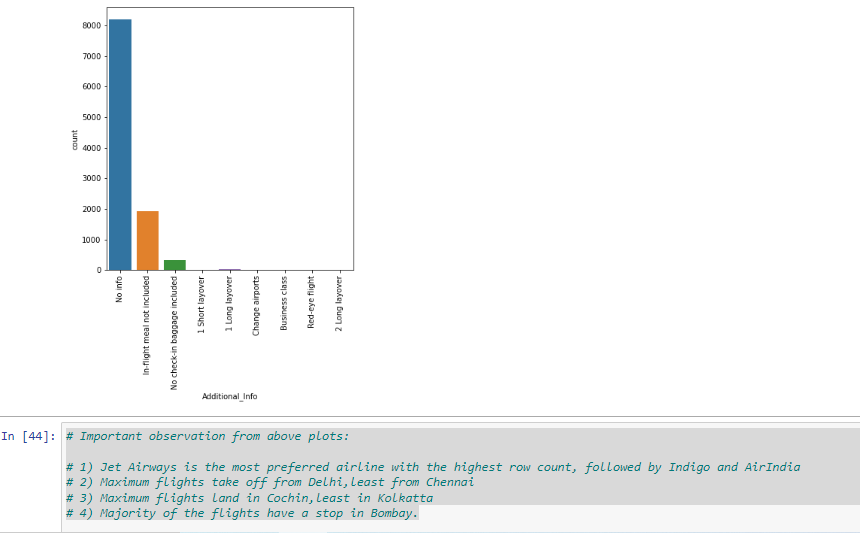 8000
7000
6000
5000
4000
3000
2000
1000
0
count
No info
In-flight meal not included
No check-in baggage included
1 Short layover
1 Long layover
Change airports
Business class
Red-eye flight
2 Long layover
Additional_Info
In [44]:
# Important observation from above plots:
# 1) Jet Airways is the most preferred airline with the highest row count, followed by Indigo and AirIndia
# 2) Maximum flights take off from Delhi,least from Chennai
# 3) Maximum flights land in Cochin,least in Kolkatta
# 4) Majority of the flights have a stop in Bombay.